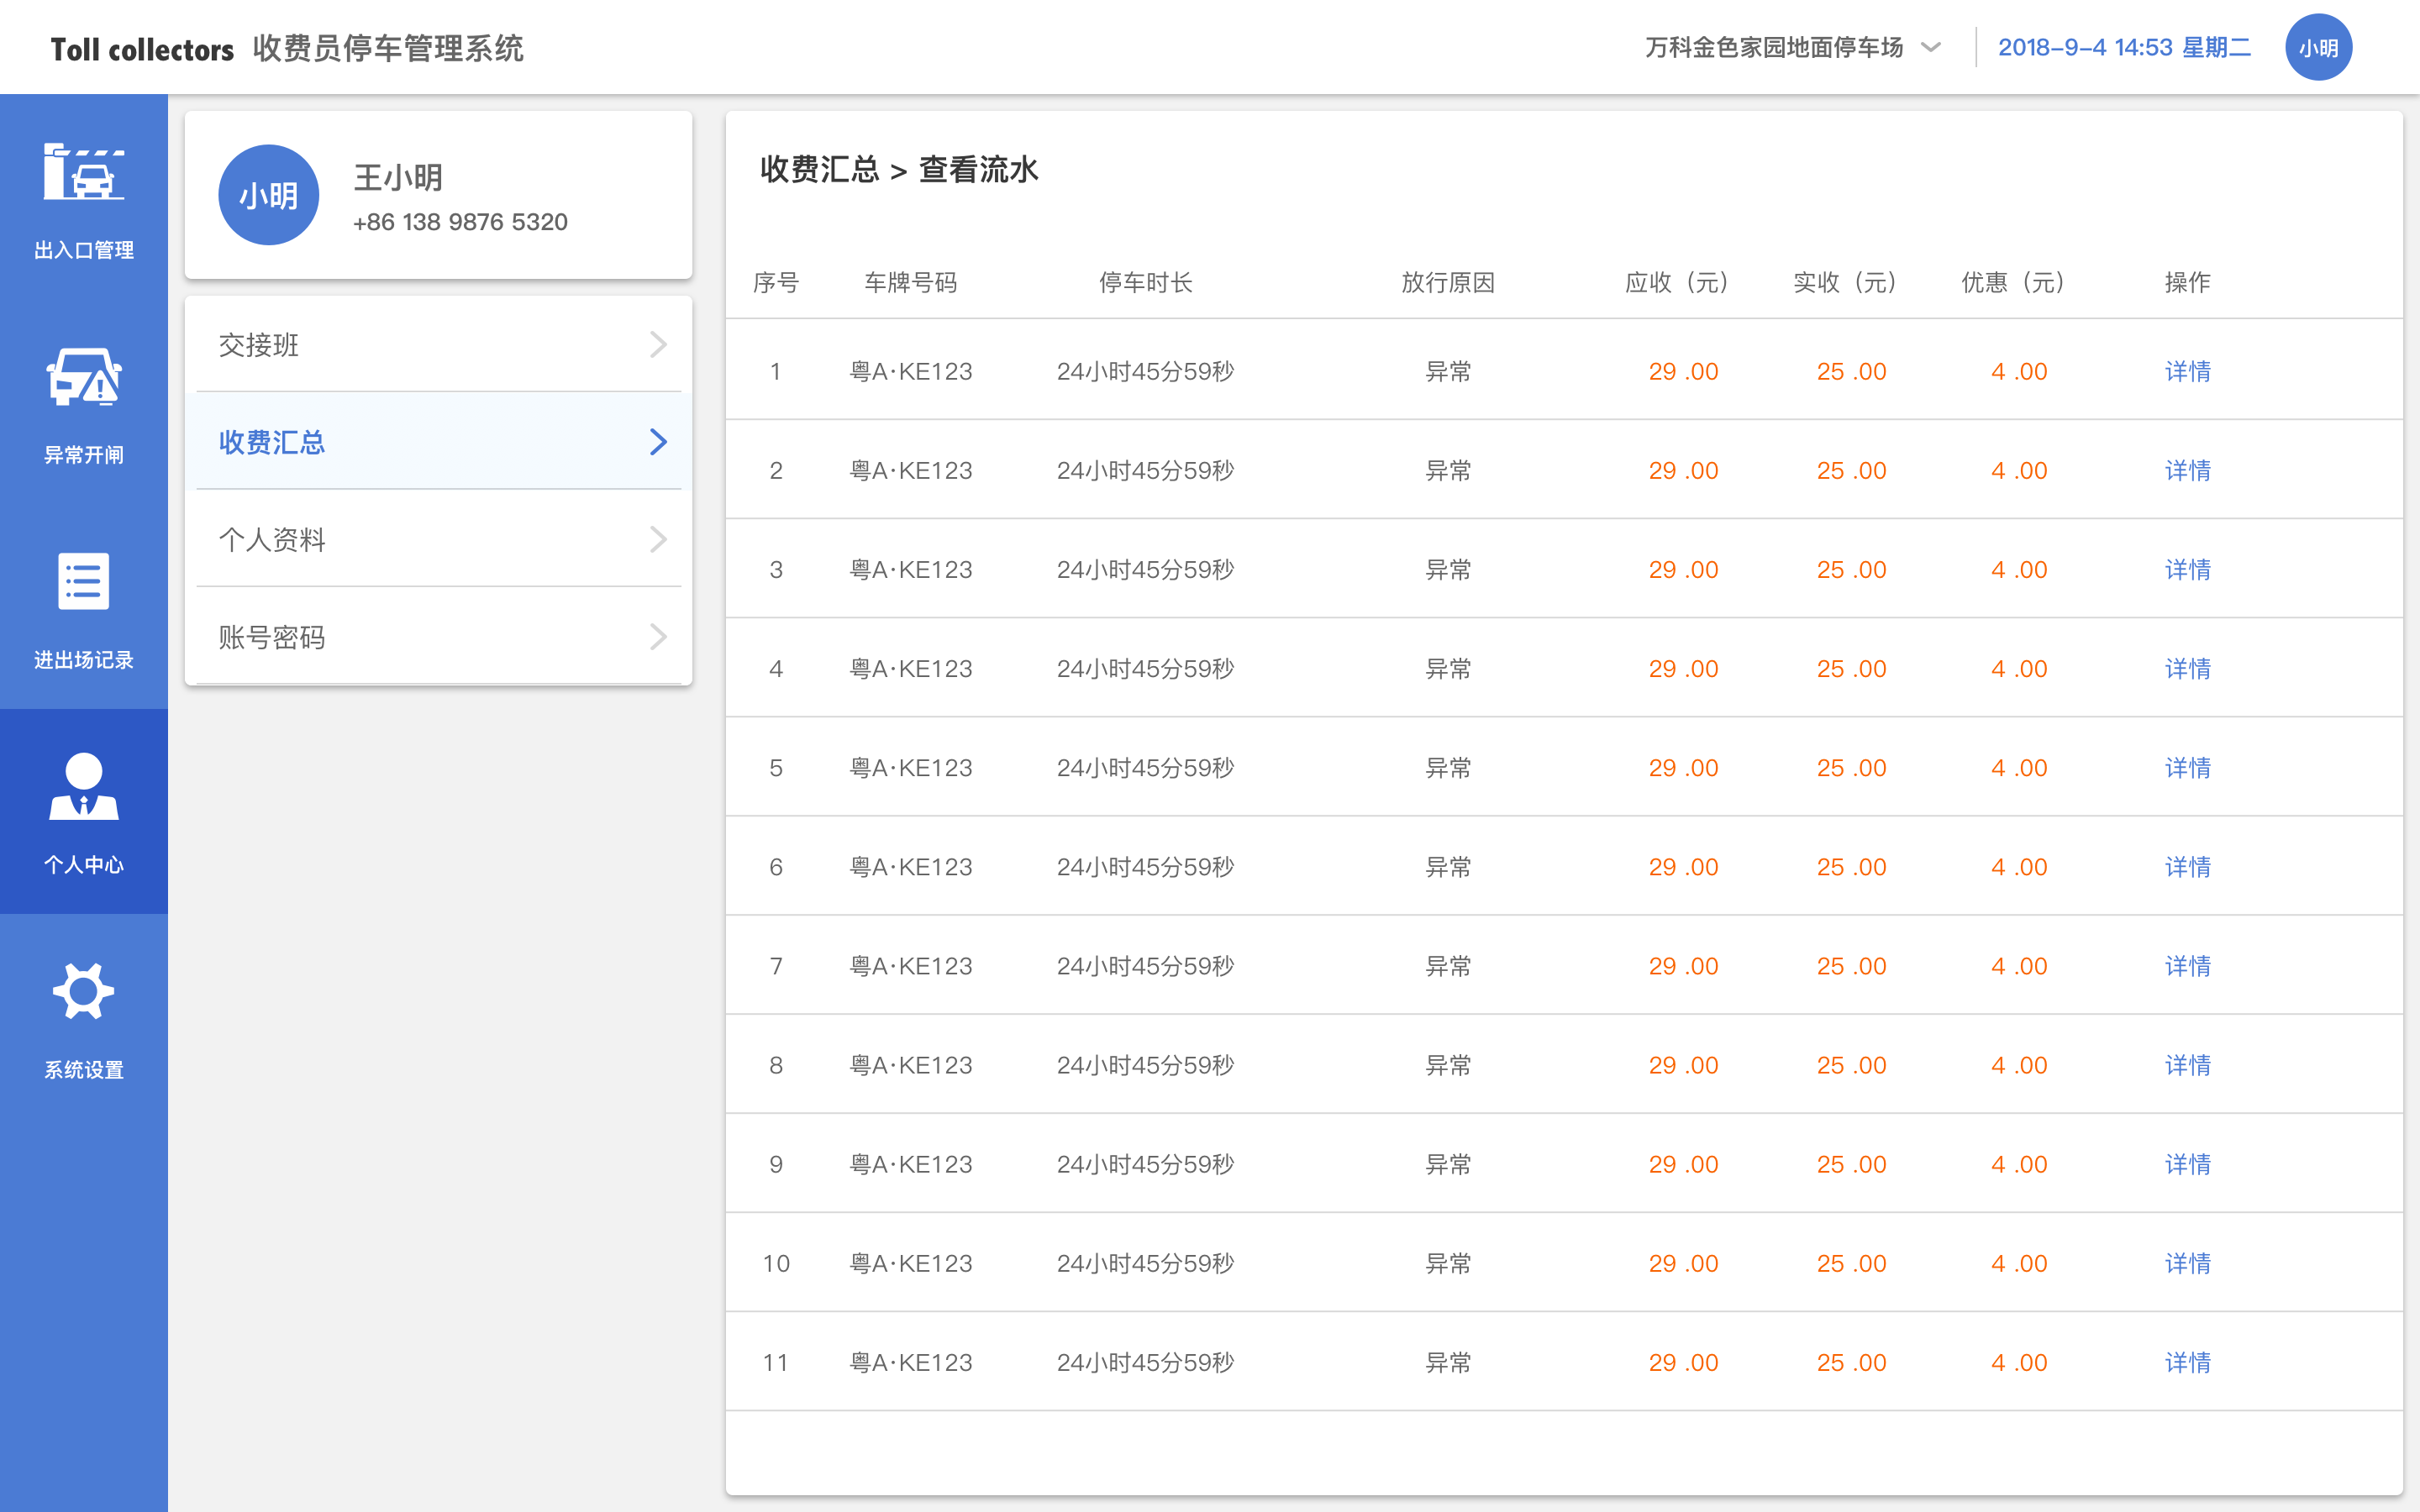 Toll collectors 收费员停车管理系统
万科金色家园地面停车场
2018-9-4 14:53 星期二
小明
出入口管理
异常开闸
进出场记录
个人中心
系统设置
小明
王小明
+86 138 9876 5320
交接班
收费汇总
个人资料
账号密码
收费汇总 > 查看流水
序号 车牌号码 停车时长 放行原因 应收（元） 实收（元） 优惠（元） 操作
1 粤A·KE123 24小时45分59秒 异常 29 .00 25 .00 4 .00 详情
2 粤A·KE123 24小时45分59秒 异常 29 .00 25 .00 4 .00 详情
3 粤A·KE123 24小时45分59秒 异常 29 .00 25 .00 4 .00 详情
4 粤A·KE123 24小时45分59秒 异常 29 .00 25 .00 4 .00 详情
5 粤A·KE123 24小时45分59秒 异常 29 .00 25 .00 4 .00 详情
6 粤A·KE123 24小时45分59秒 异常 29 .00 25 .00 4 .00 详情
7 粤A·KE123 24小时45分59秒 异常 29 .00 25 .00 4 .00 详情
8 粤A·KE123 24小时45分59秒 异常 29 .00 25 .00 4 .00 详情
9 粤A·KE123 24小时45分59秒 异常 29 .00 25 .00 4 .00 详情
10 粤A·KE123 24小时45分59秒 异常 29 .00 25 .00 4 .00 详情
11 粤A·KE123 24小时45分59秒 异常 29 .00 25 .00 4 .00 详情